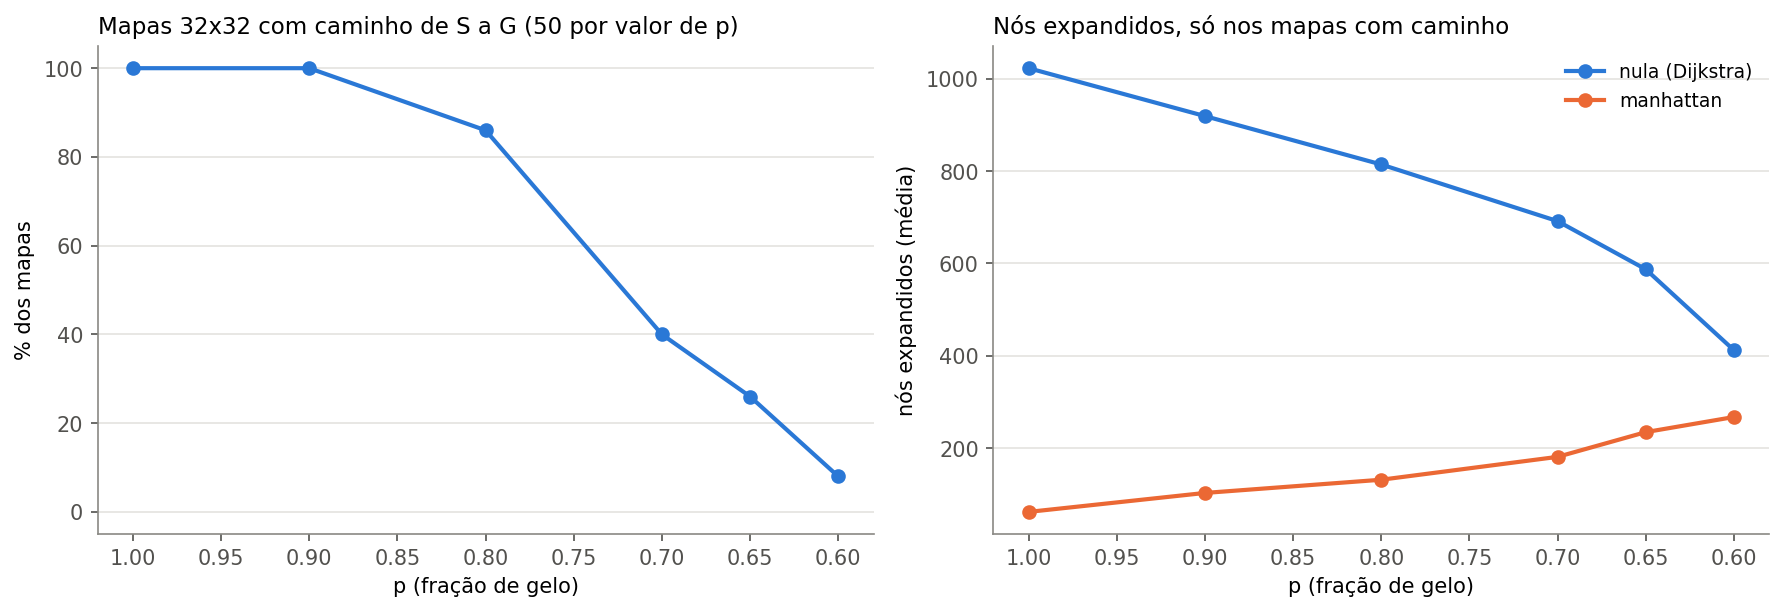 Mapas 32x32 com caminho de S a G (50 por valor de p)
% dos mapas
100
80
60
40
20
0
1.00 0.95 0.90 0.85 0.80 0.75 0.70 0.65 0.60
p (fração de gelo)
Nós expandidos, só nos mapas com caminho
nula (Dijkstra)
manhattan
nós expandidos (média)
1000
800
600
400
200
1.00 0.95 0.90 0.85 0.80 0.75 0.70 0.65 0.60
p (fração de gelo)